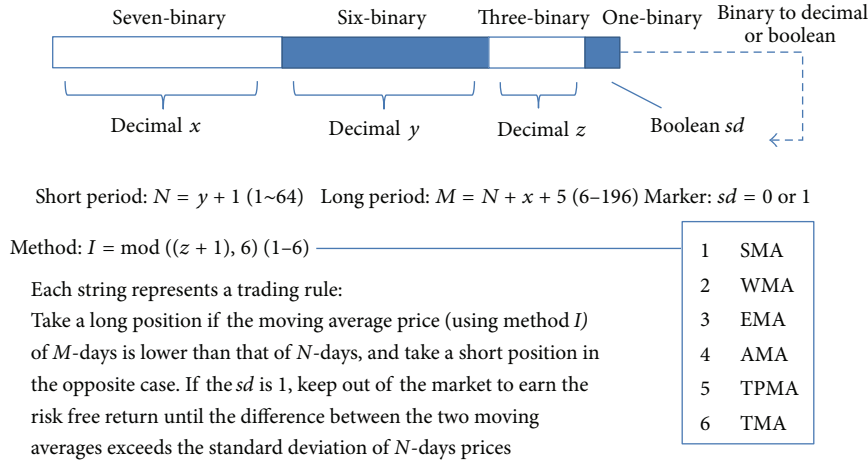 Seven-binary Six-binary Three-binary One-binary Binary to decimal
or boolean
Decimal x Decimal y Decimal z Boolean sd
Short period: N = y + 1 (1~64) Long period: M = N + x + 5 (6–196) Marker: sd = 0 or 1
Method: I = mod ((z + 1), 6) (1–6)
1 SMA
2 WMA
3 EMA
4 AMA
5 TPMA
6 TMA
Each string represents a trading rule:
Take a long position if the moving average price (using method I)
of M-days is lower than that of N-days, and take a short position in
the opposite case. If the sd is 1, keep out of the market to earn the
risk free return until the difference between the two moving
averages exceeds the standard deviation of N-days prices